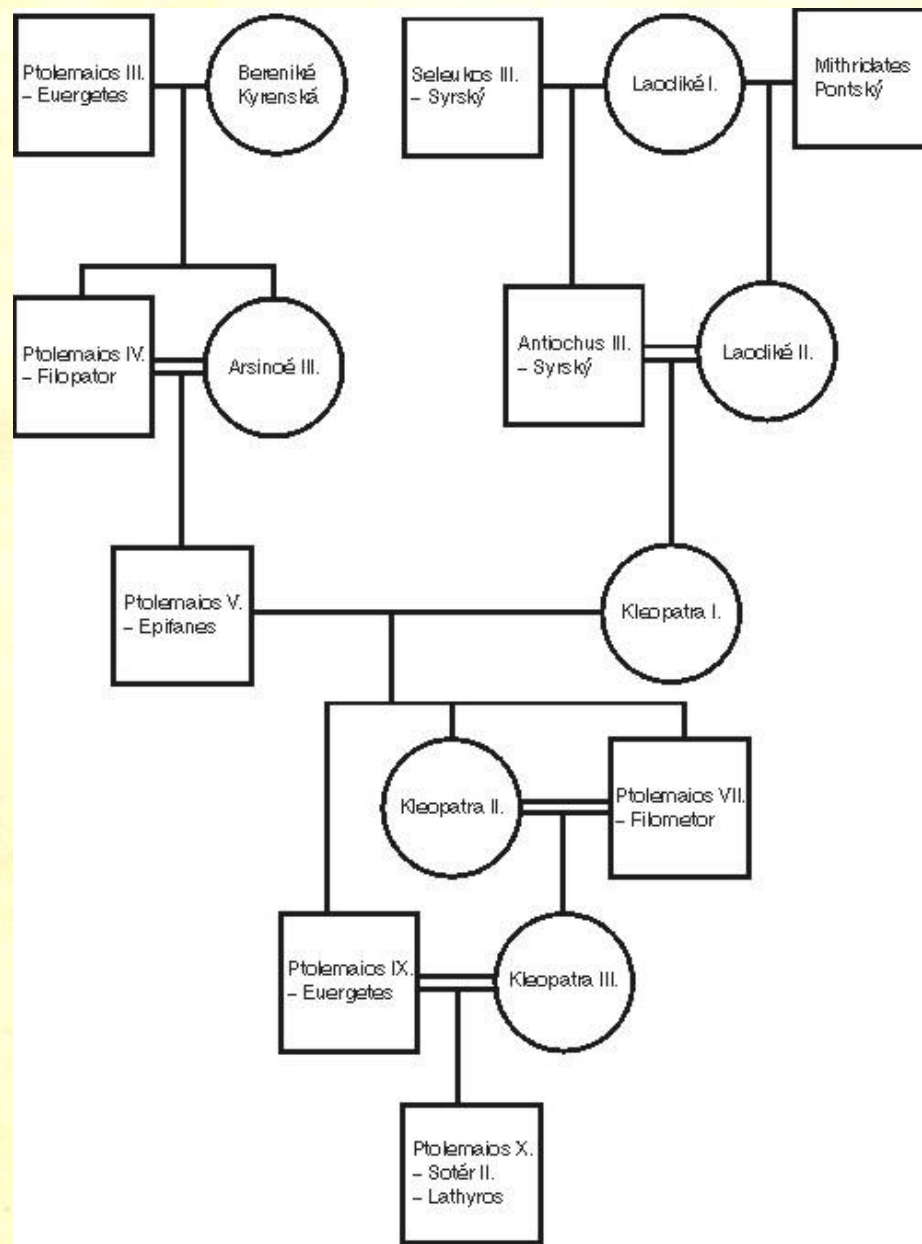 Ptolemaios III.
– Euergetes
Bereniké
Kyrenská
Seleukos III.
– Syrský
Laodiké I.
Mithridates
Pontský
Ptolemaios IV.
– Filopator
Arsinoé III.
Antiochus III.
– Syrský
Laodiké II.
Ptolemaios V.
– Epifanes
Kleopatra I.
Kleopatra II.
Ptolemaios VII.
– Filometor
Ptolemaios IX.
– Euergetes
Kleopatra III.
Ptolemaios X.
– Sotér II.
– Lathyros